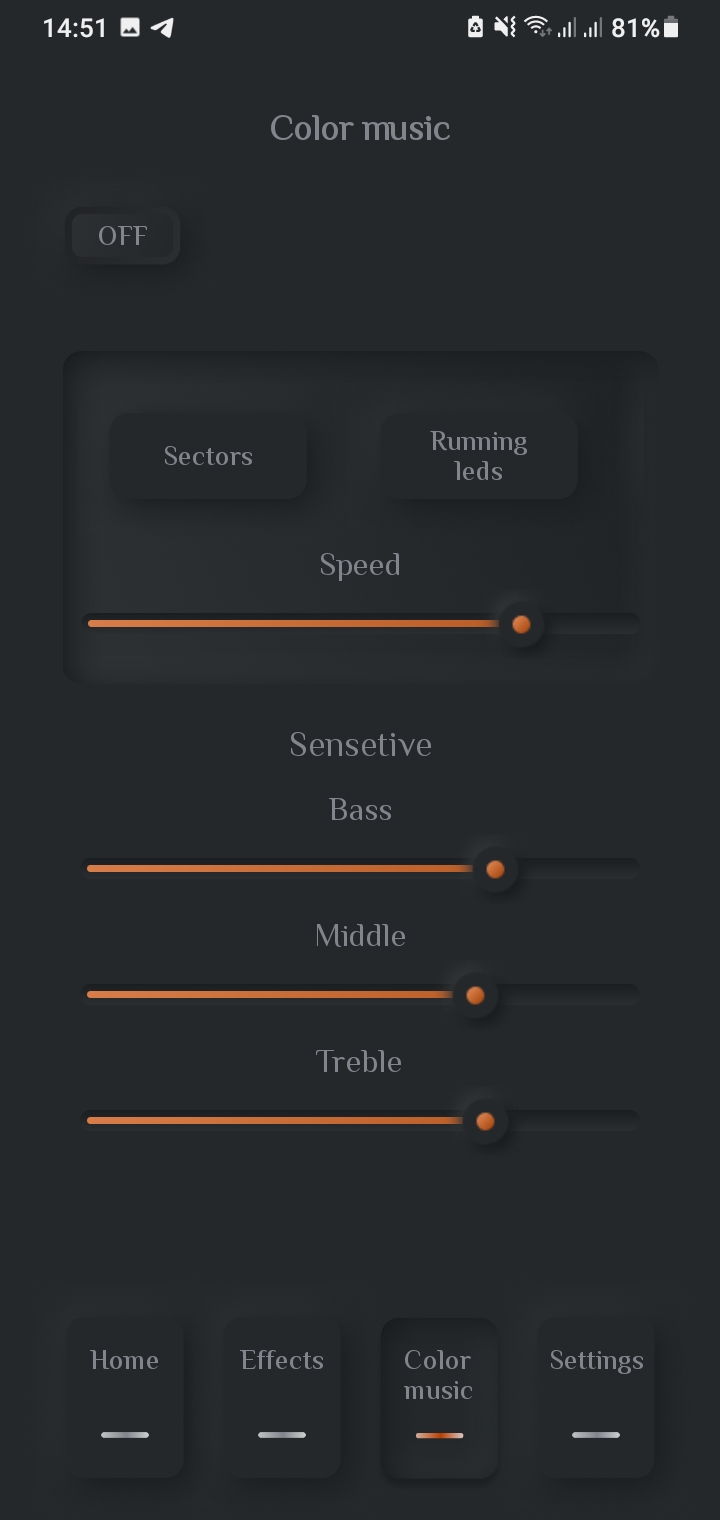 14:51 81%
Color music
OFF
Sectors
Running
leds
Speed
Sensetive
Bass
Middle
Treble
Home
Effects
Color
music
Settings